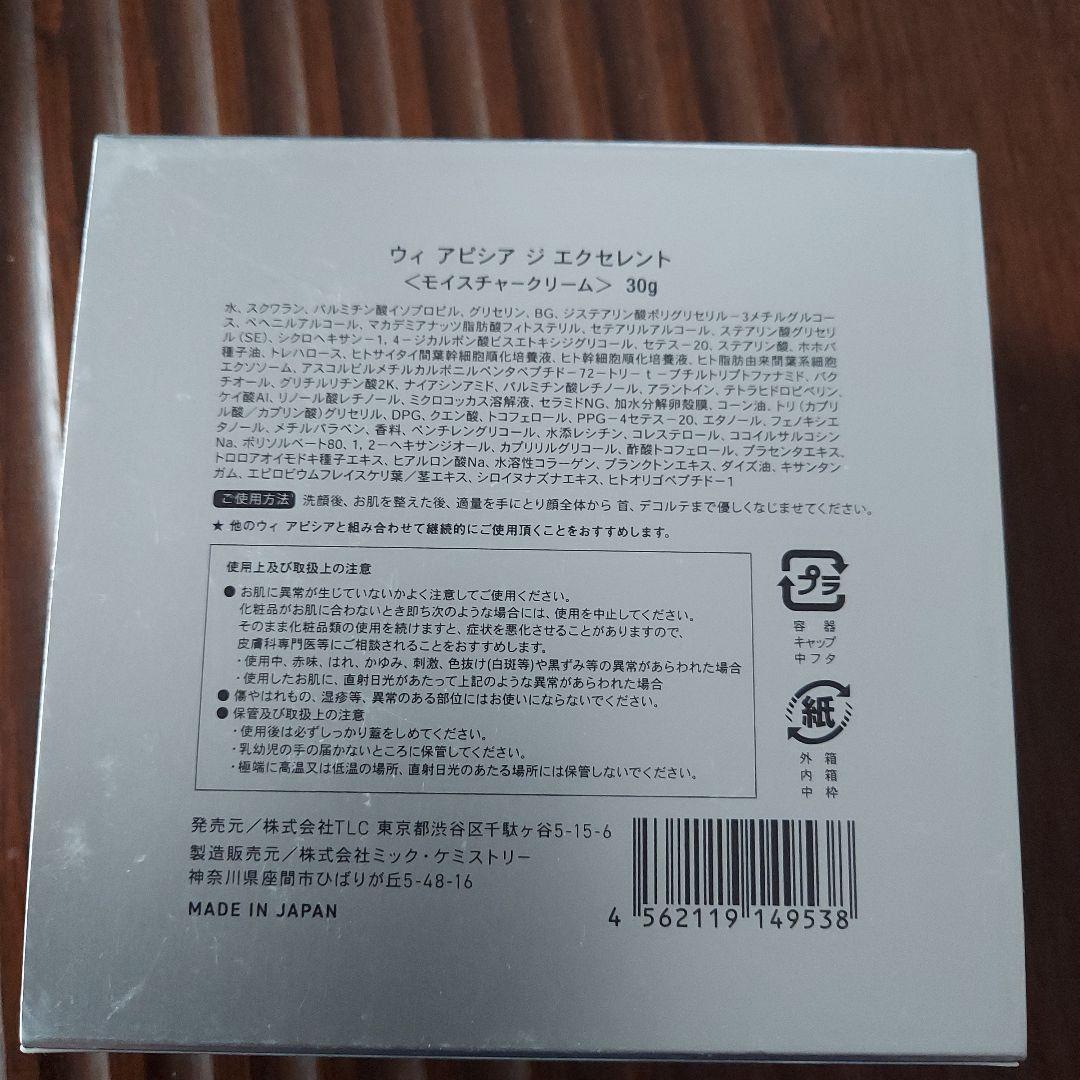 ウィ アピシア ジ エクセレント
＜モイスチャークリーム＞ 30g
水、スクワラン、パルミチン酸イソプロピル、グリセリン、BG、ジステアリン酸ポリグリセリル－3メチルグルコー
ス、ベヘニルアルコール、マカデミアナッツ脂肪酸フィトステリル、セテアリルアルコール、ステアリン酸グリセリ
ル（SE）、シクロヘキサン－1，4－ジカルボン酸ビスエトキシジグリコール、セテス－20、ステアリン酸、ホホバ
種子油、トレハロース、ヒトサイタイ間葉幹細胞順化培養液、ヒト幹細胞順化培養液、ヒト脂肪由来間葉系細胞
エクソソーム、アスコルビルメチルカルボニルペンタペプチド－72－トリ－t－ブチルトリプトファナミド、バク
チオール、グリチルリチン酸2K、ナイアシンアミド、パルミチン酸レチノール、アラントイン、テトラヒドロピペリン、
ケイ酸Al、リノール酸レチノール、ミクロコッカス溶解液、セラミドNG、加水分解卵殻膜、コーン油、トリ（カプリ
ル酸／カプリン酸）グリセリル、DPG、クエン酸、トコフェロール、PPG－4セテス－20、エタノール、フェノキシエ
タノール、メチルパラベン、香料、ペンチレングリコール、水添レシチン、コレステロール、ココイルサルコシン
Na、ポリソルベート80、1，2－ヘキサンジオール、カプリリルグリコール、酢酸トコフェロール、プラセンタエキス、
トロロアオイモドキ種子エキス、ヒアルロン酸Na、水溶性コラーゲン、プランクトンエキス、ダイズ油、キサンタン
ガム、エピロビウムフレイスケリ葉／茎エキス、シロイヌナズナエキス、ヒトオリゴペプチド－1
ご使用方法 洗顔後、お肌を整えた後、適量を手にとり顔全体から 首、デコルテまで優しくなじませてください。
★ 他のウィ アピシアと組み合わせて継続的にご使用頂くことをおすすめします。
使用上及び取扱上の注意
● お肌に異常が生じていないかよく注意してご使用ください。
化粧品がお肌に合わないとき即ち次のような場合には、使用を中止してください。
そのまま化粧品類の使用を続けますと、症状を悪化させることがありますので、
皮膚科専門医等にご相談されることをおすすめします。
・使用中、赤味、はれ、かゆみ、刺激、色抜け(白斑等)や黒ずみ等の異常があらわれた場合
・使用したお肌に、直射日光があたって上記のような異常があらわれた場合
● 傷やはれもの、湿疹等、異常のある部位にはお使いにならないでください。
● 保管及び取扱上の注意
・使用後は必ずしっかり蓋をしめてください。
・乳幼児の手の届かないところに保管してください。
・極端に高温又は低温の場所、直射日光のあたる場所には保管しないでください。
プラ
容器
キャップ
中フタ
紙
外箱
内箱
中枠
発売元／株式会社TLC 東京都渋谷区千駄ヶ谷5-15-6
製造販売元／株式会社ミック・ケミストリー
神奈川県座間市ひばりが丘5-48-16
MADE IN JAPAN
4 562119 149538